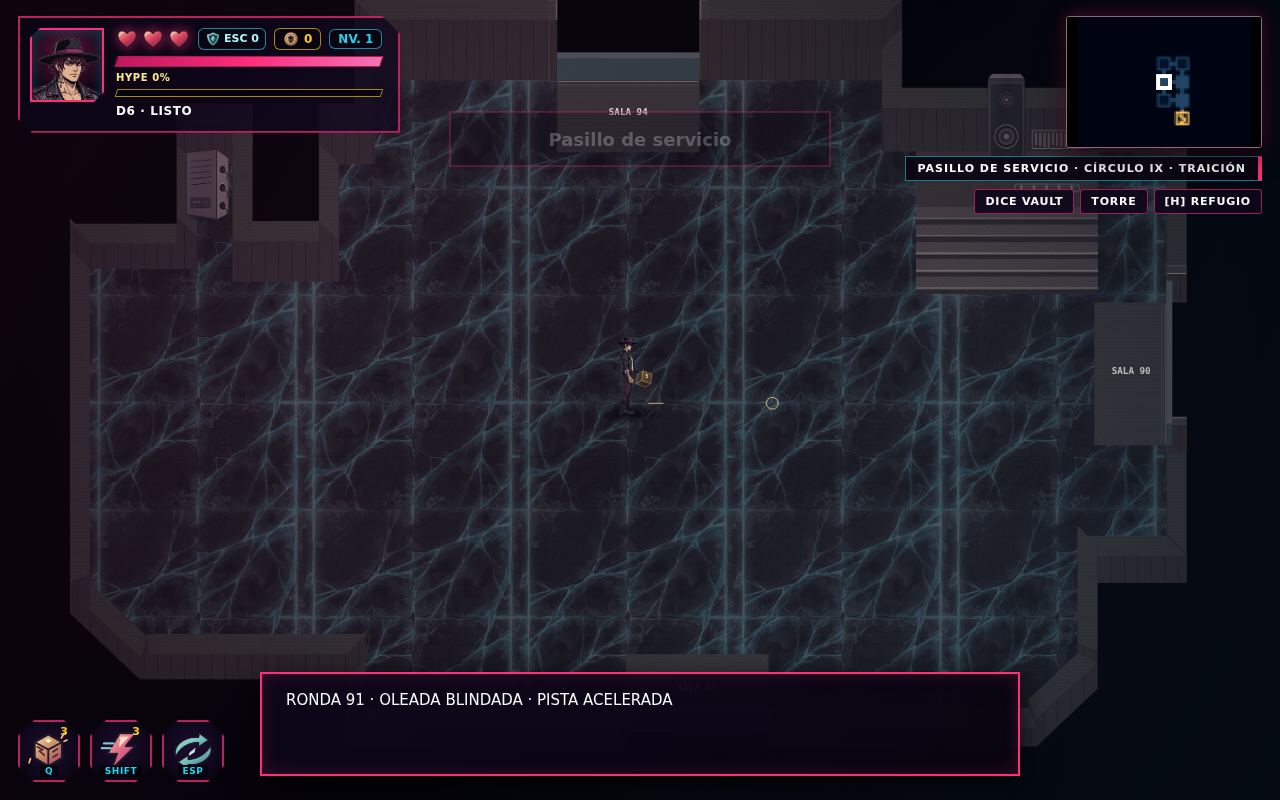 ESC 0
0
NV. 1
HYPE 0%
D6 · LISTO
SALA 94
Pasillo de servicio
PASILLO DE SERVICIO · CÍRCULO IX · TRAICIÓN
DICE VAULT
TORRE
[H] REFUGIO
SALA 90
5
RONDA 91 · OLEADA BLINDADA · PISTA ACELERADA
3
Q
3
SHIFT
ESP